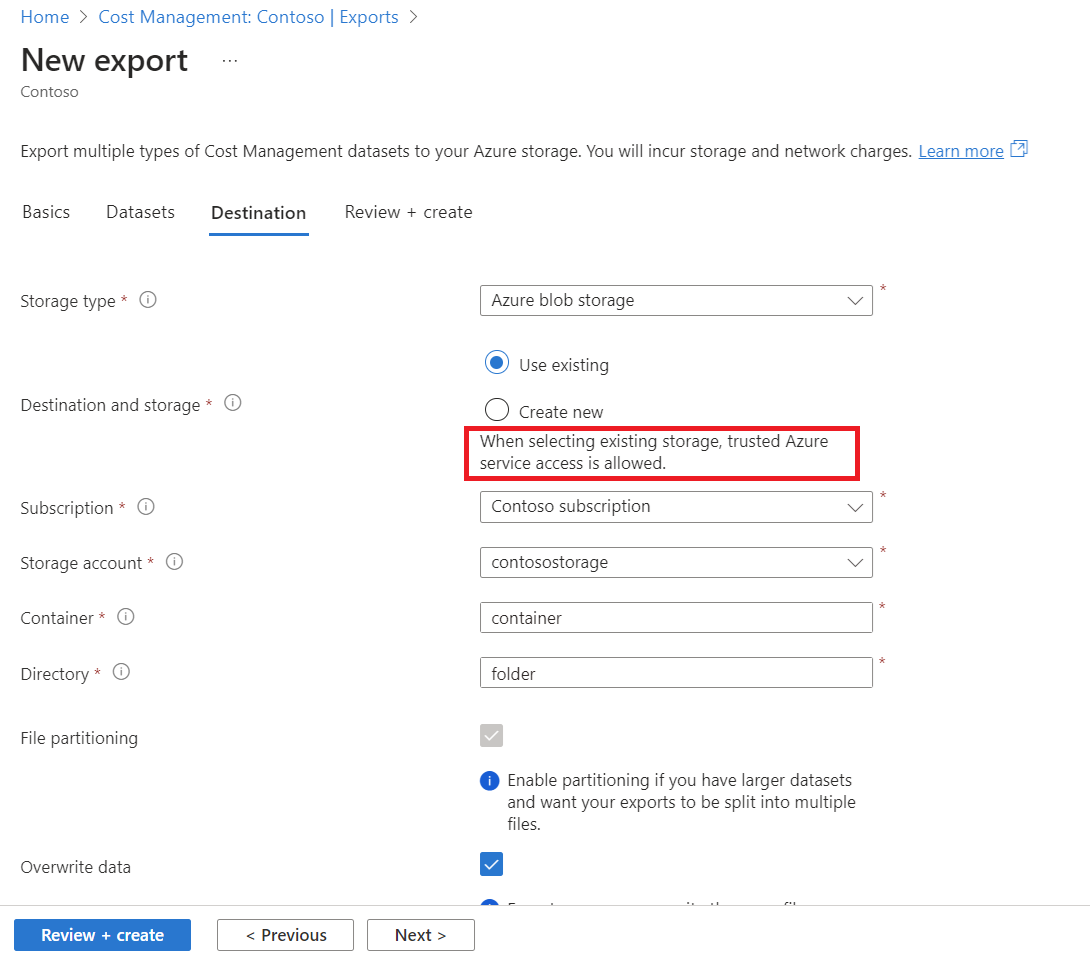 Home > Cost Management: Contoso | Exports >
New export ...
Contoso
Export multiple types of Cost Management datasets to your Azure storage. You will incur storage and network charges. Learn more
Basics Datasets Destination Review + create
Storage type * Azure blob storage *
Use existing
Destination and storage *
Create new
When selecting existing storage, trusted Azure
service access is allowed.
Subscription * Contoso subscription *
Storage account * contosostorage *
Container * container *
Directory * folder *
File partitioning
Enable partitioning if you have larger datasets
and want your exports to be split into multiple
files.
Overwrite data
Review + create < Previous Next >